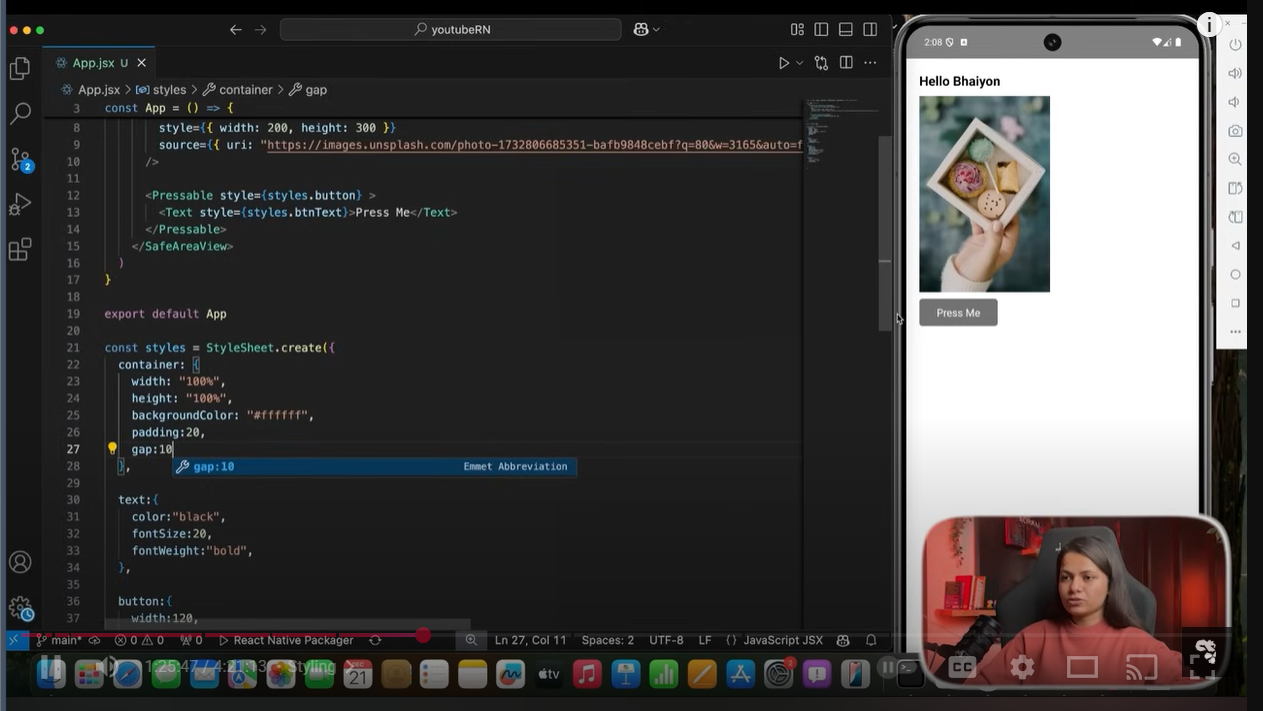 youtubeRN
App.jsx U
App.jsx > styles > container > gap
3 const App = () => {
8 style={{ width: 200, height: 300 }}
9 source={{ uri: "https://images.unsplash.com/photo-1732806685351-bafb9848cebf?q=80&w=3165&auto=f
10 />
11
12 <Pressable style={styles.button} >
13 <Text style={styles.btnText}>Press Me</Text>
14 </Pressable>
15 </SafeAreaView>
16 )
17 }
18
19 export default App
20
21 const styles = StyleSheet.create({
22 container: {
23 width: "100%",
24 height: "100%",
25 backgroundColor: "#ffffff",
26 padding:20,
27 gap:10
gap:10 Emmet Abbreviation
28 },
29
30 text:{
31 color:"black",
32 fontSize:20,
33 fontWeight:"bold",
34 },
35
36 button:{
37 width:120,
2
main* 0 0 0 React Native Packager Ln 27, Col 11 Spaces: 2 UTF-8 LF {} JavaScript JSX
1:25:47 / 4:21:13 • Styling >
DEC
21
tv
2
CC
2:08
Hello Bhaiyon
Press Me
i